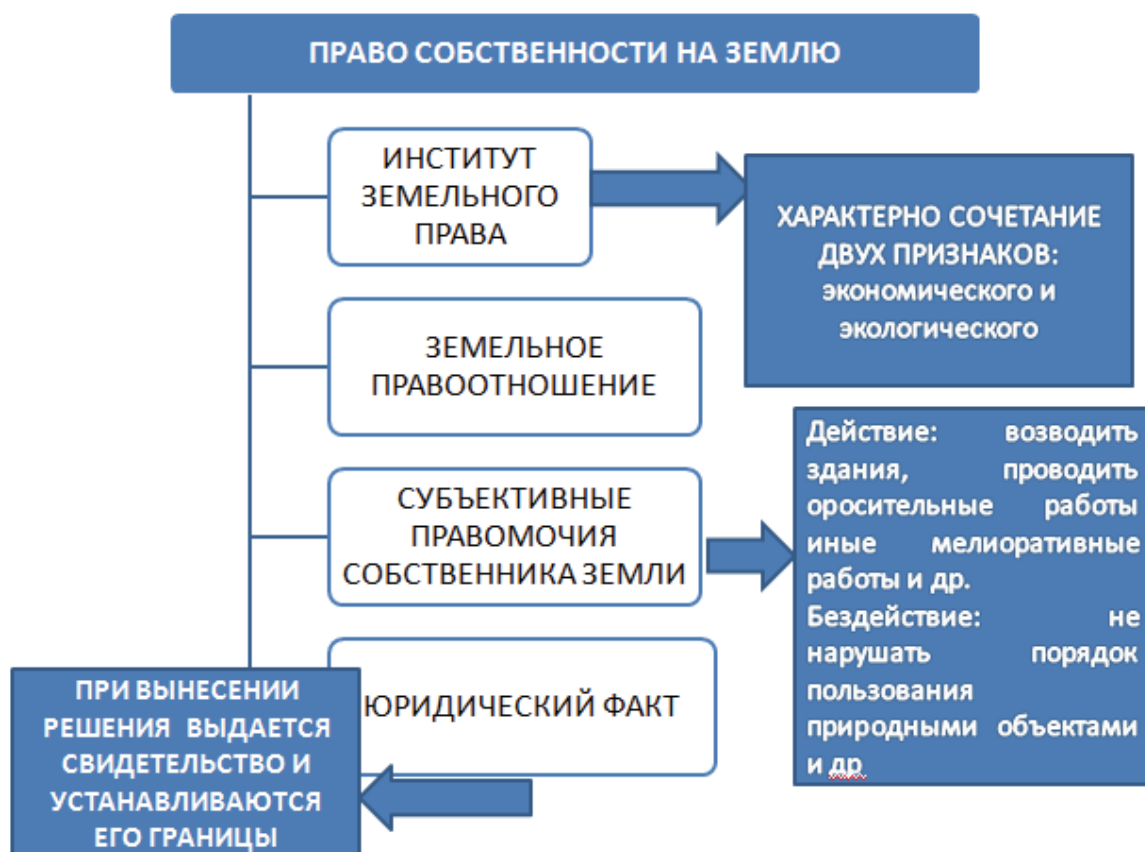 ПРАВО СОБСТВЕННОСТИ НА ЗЕМЛЮ
ИНСТИТУТ
ЗЕМЕЛЬНОГО
ПРАВА
ХАРАКТЕРНО СОЧЕТАНИЕ
ДВУХ ПРИЗНАКОВ:
экономического и
экологического
ЗЕМЕЛЬНОЕ
ПРАВООТНОШЕНИЕ
СУБЪЕКТИВНЫЕ
ПРАВОМОЧИЯ
СОБСТВЕННИКА ЗЕМЛИ
Действие: возводить
здания, проводить
оросительные работы
иные мелиоративные
работы и др.
Бездействие: не
нарушать порядок
пользования
природными объектами
и др
ЮРИДИЧЕСКИЙ ФАКТ
ПРИ ВЫНЕСЕНИИ
РЕШЕНИЯ ВЫДАЕТСЯ
СВИДЕТЕЛЬСТВО И
УСТАНАВЛИВАЮТСЯ
ЕГО ГРАНИЦЫ